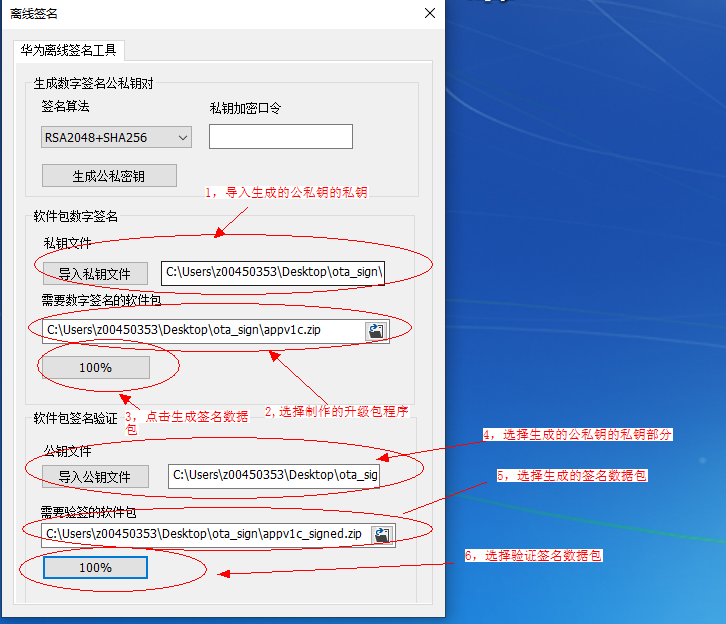 离线签名
华为离线签名工具
生成数字签名公私钥对
签名算法
私钥加密口令
RSA2048+SHA256
生成公私密钥
1，导入生成的公私钥的私钥
软件包数字签名
私钥文件
导入私钥文件
C:\Users\z00450353\Desktop\ota_sign\
需要数字签名的软件包
C:\Users\z00450353\Desktop\ota_sign\appv1c.zip
100%
2,选择制作的升级包程序
3，点击生成签名数据
包
软件包签名验证
4，选择生成的公私钥的私钥部分
公钥文件
导入公钥文件
C:\Users\z00450353\Desktop\ota_sig
5，选择生成的签名数据包
需要验签的软件包
C:\Users\z00450353\Desktop\ota_sign\appv1c_signed.zip
6，选择验证签名数据包
100%